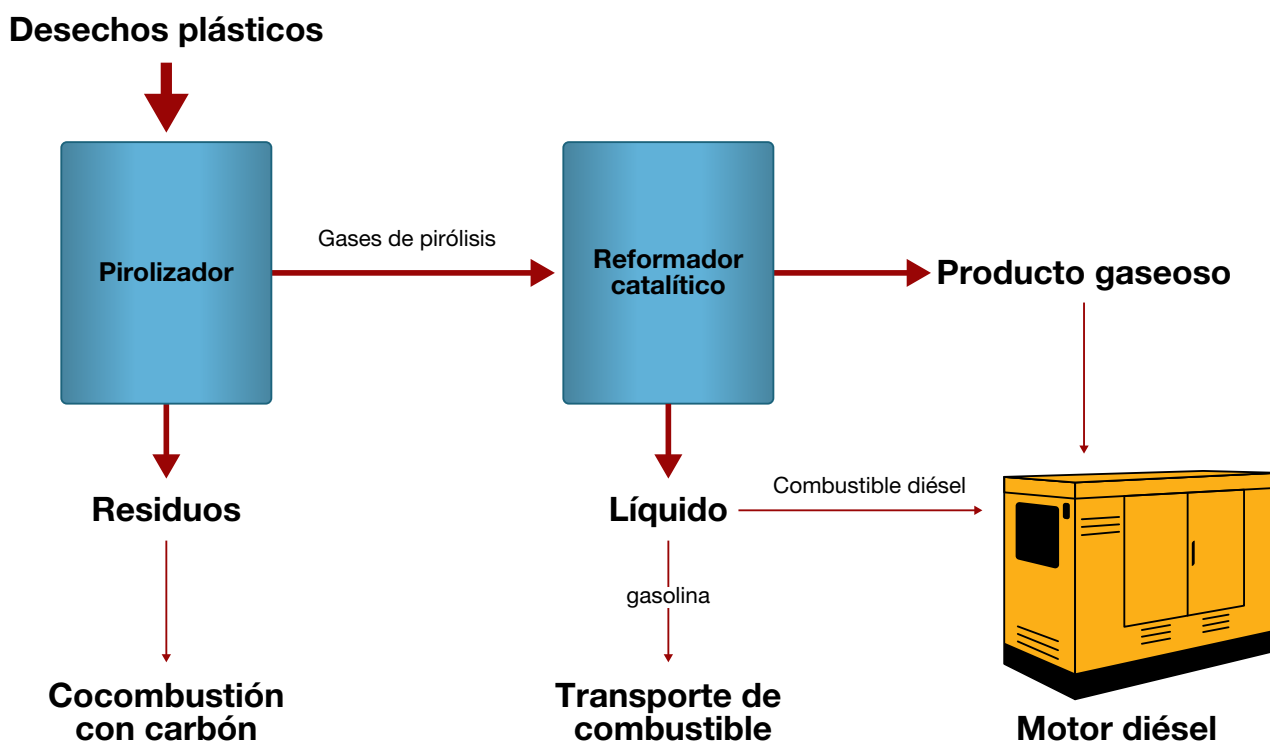 Desechos plásticos
Pirolizador
Gases de pirólisis
Reformador
catalítico
Producto gaseoso
Residuos
Líquido
Combustible diésel
gasolina
Cocombustión
con carbón
Transporte de
combustible
Motor diésel